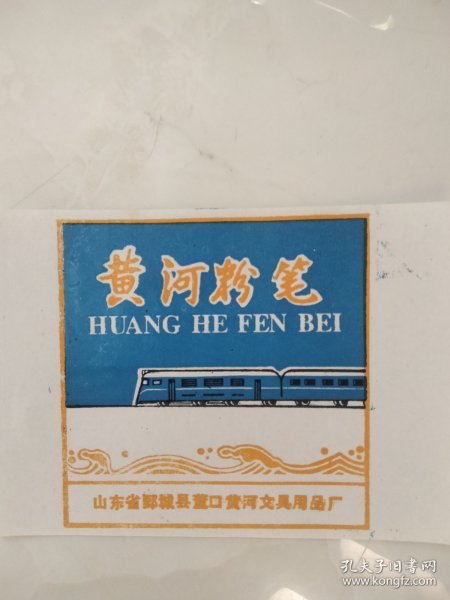 黄河粉笔
HUANG HE FEN BEI
山东省鄄城县董口黄河文具用品厂
孔夫子旧书网
www.kongfz.com